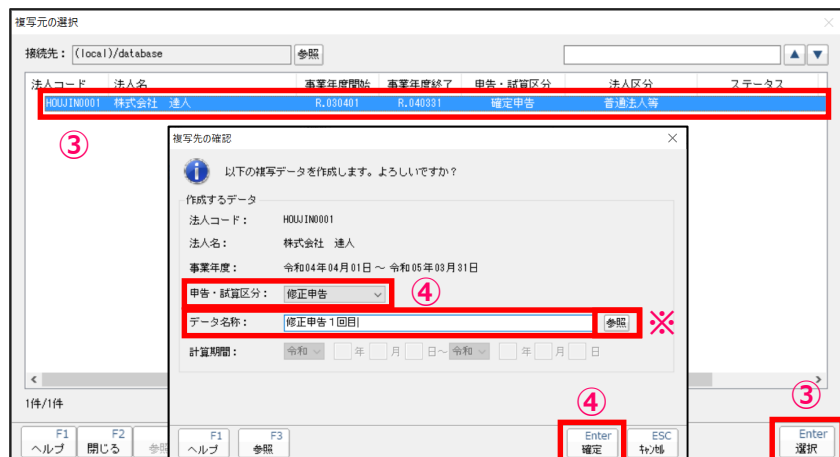 複写元の選択
接続先： (local)/database 参照
法人コード 法人名 事業年度開始 事業年度終了 申告・試算区分 法人区分 ステータス
HOUJIN0001 株式会社 達人 R.030401 R.040331 確定申告 普通法人等
③
複写先の確認
以下の複写データを作成します。よろしいですか？
作成するデータ
法人コード： HOUJIN0001
法人名： 株式会社 達人
事業年度： 令和04年04月01日～令和05年03月31日
申告・試算区分： 修正申告 ④
データ名称： 修正申告１回目 参照 ※
計算期間： 令和 年 月 日～令和 年 月 日
1件/1件
④ ③
F1 F2
ヘルプ 閉じる 参照
F1 F3 Enter ESC
ヘルプ 参照 確定 ｷｬﾝｾﾙ
Enter
選択